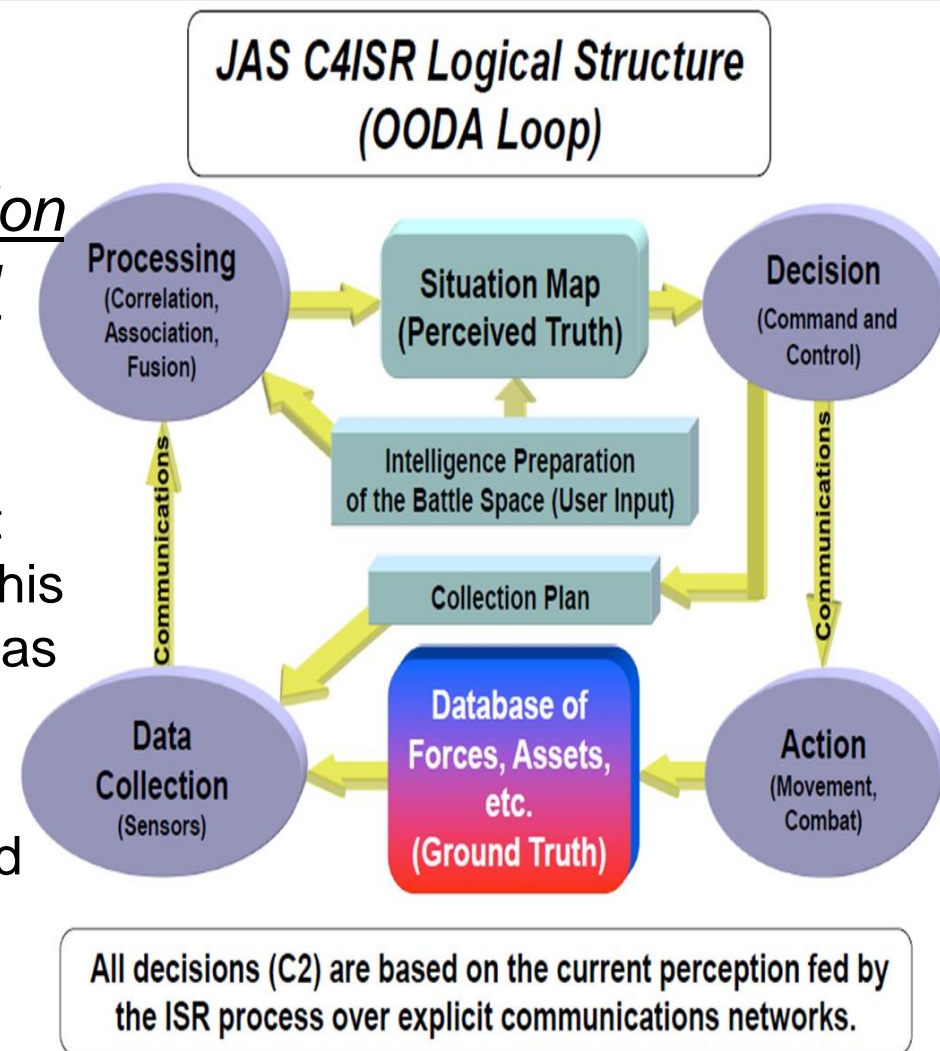 JAS C4ISR Logical Structure
(OODA Loop)
ion
Processing
(Correlation,
Association,
Fusion)
Situation Map
(Perceived Truth)
Decision
(Command and
Control)
Intelligence Preparation
of the Battle Space (User Input)
Communications
Communications
his
as
Collection Plan
Data
Collection
(Sensors)
Database of
Forces, Assets,
etc.
(Ground Truth)
Action
(Movement,
Combat)
d
All decisions (C2) are based on the current perception fed by
the ISR process over explicit communications networks.